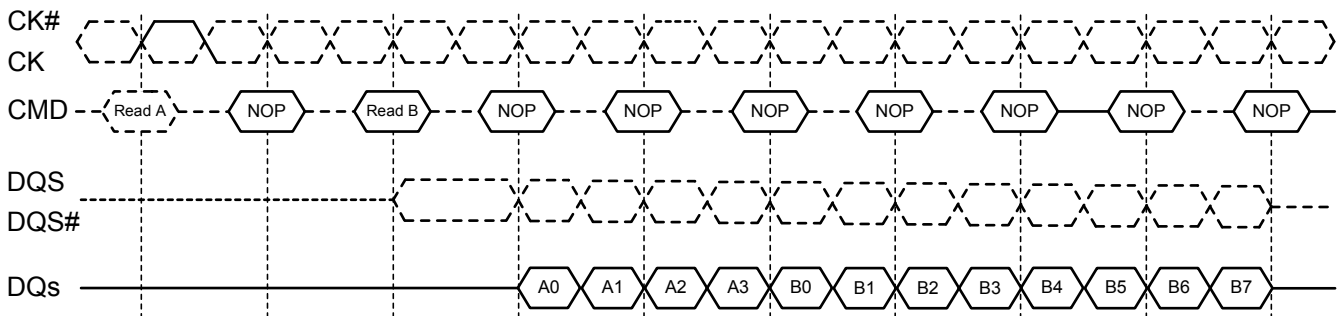 CK#
CK
CMD Read A NOP Read B NOP NOP NOP NOP NOP NOP NOP
DQS
DQS#
DQs A0 A1 A2 A3 B0 B1 B2 B3 B4 B5 B6 B7